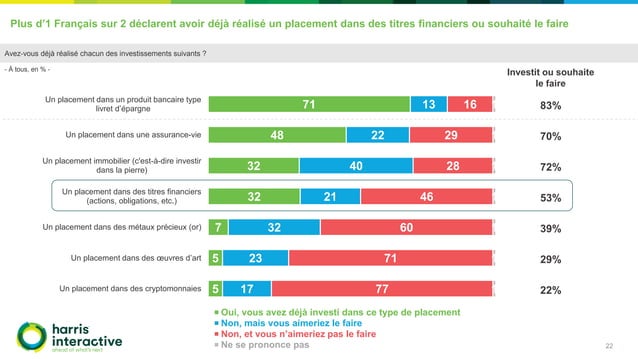 Plus d'1 Français sur 2 déclarent avoir déjà réalisé un placement dans des titres financiers ou souhaité le faire
Avez-vous déjà réalisé chacun des investissements suivants ?
- À tous, en % -
Investit ou souhaite
le faire
Un placement dans un produit bancaire type
livret d'épargne
71 13 16 83%
Un placement dans une assurance-vie
48 22 29 70%
Un placement immobilier (c'est-à-dire investir
dans la pierre)
32 40 28 72%
Un placement dans des titres financiers
(actions, obligations, etc.)
32 21 46 53%
Un placement dans des métaux précieux (or)
7 32 60 39%
Un placement dans des œuvres d'art
5 23 71 29%
Un placement dans des cryptomonnaies
5 17 77 22%
Oui, vous avez déjà investi dans ce type de placement
Non, mais vous aimeriez le faire
Non, et vous n'aimeriez pas le faire
Ne se prononce pas
harris
interactive
ahead of what's next
22